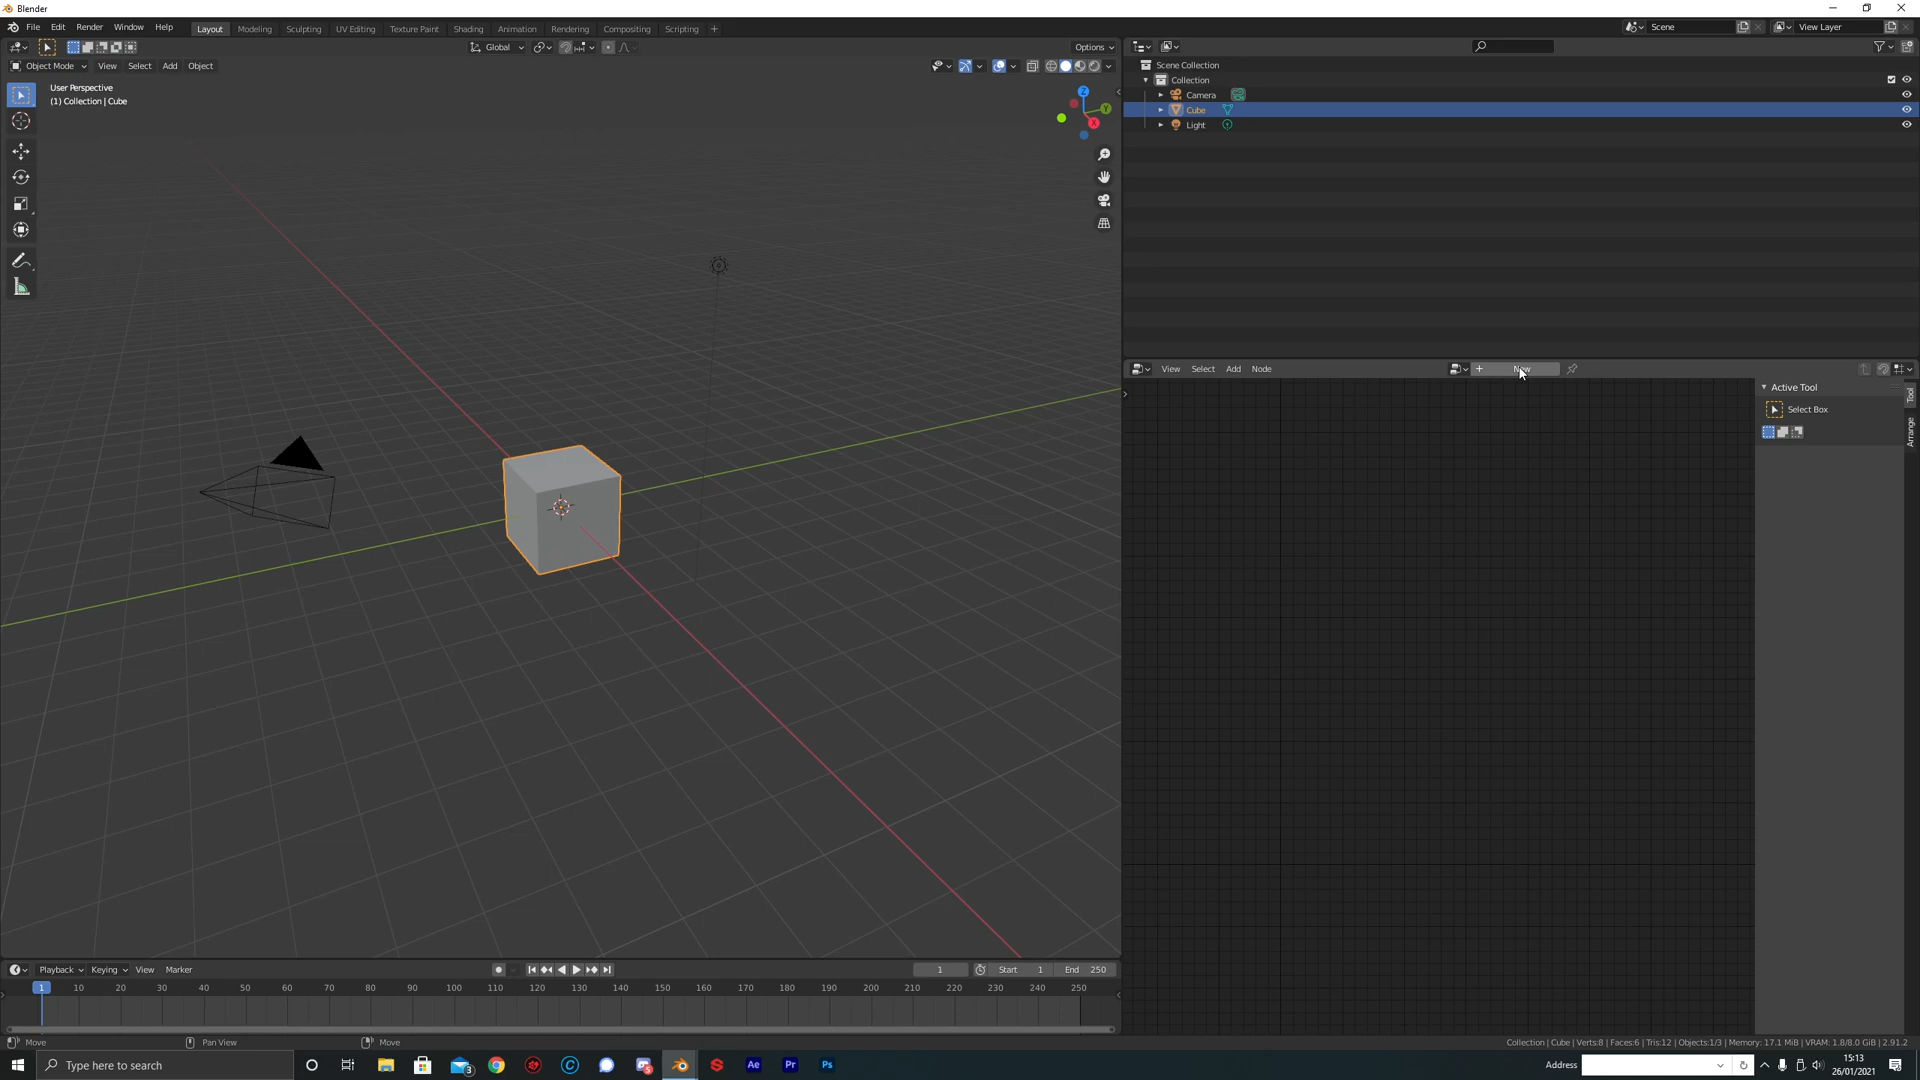 Blender
File Edit Render Window Help Layout Modeling Sculpting UV Editing Texture Paint Shading Animation Rendering Compositing Scripting + Scene View Layer
Global Options
Object Mode View Select Add Object
User Perspective
(1) Collection | Cube
Z
Y
X
Scene Collection
Collection
Camera
Cube
Light
View Select Add Node + New
Active Tool
Select Box
Tool
Arrange
Playback Keying View Marker 1 Start 1 End 250
1 10 20 30 40 50 60 70 80 90 100 110 120 130 140 150 160 170 180 190 200 210 220 230 240 250
Move Pan View Move Collection | Cube | Verts:8 | Faces:6 | Tris:12 | Objects:1/3 | Memory: 17.1 MiB | VRAM: 1.8/8.0 GiB | 2.91.2
Type here to search 3 5 Ae Pr Ps Address
15:13
26/01/2021